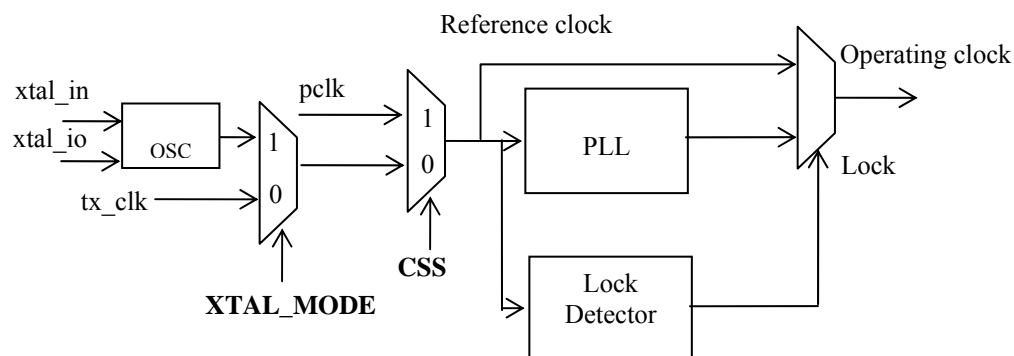 Reference clock
Operating clock
xtal_in
pclk
xtal_io
OSC
1
0
1
0
PLL
Lock
tx_clk
CSS
XTAL_MODE
Lock
Detector